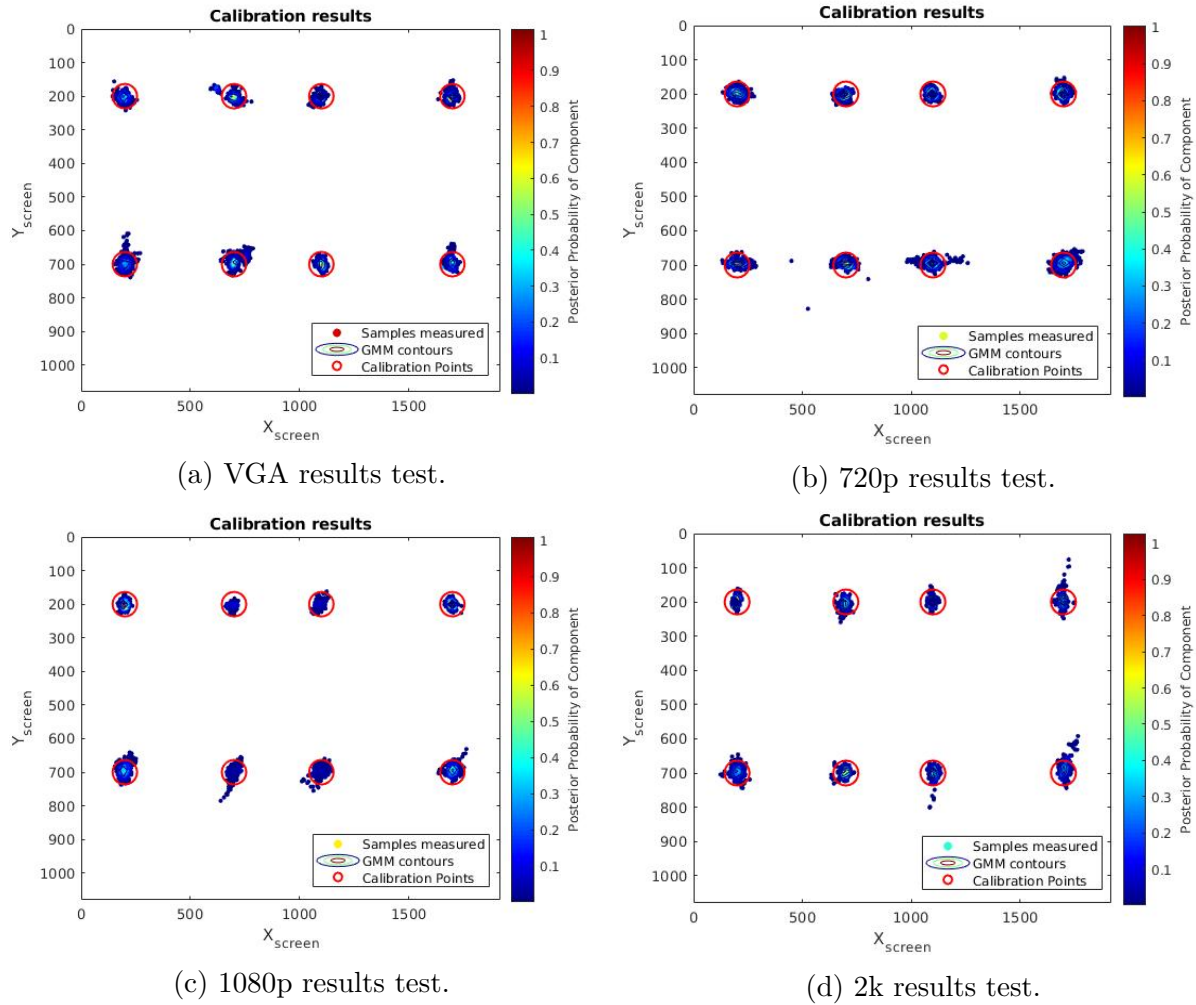 Calibration results
0
100
200
300
400
500
600
700
800
900
1000
0 500 1000 1500
Y_screen
X_screen
Samples measured
GMM contours
Calibration Points
1
0.9
0.8
0.7
0.6
0.5
0.4
0.3
0.2
0.1
Posterior Probability of Component
(a) VGA results test.
Calibration results
0
100
200
300
400
500
600
700
800
900
1000
0 500 1000 1500
Y_screen
X_screen
Samples measured
GMM contours
Calibration Points
1
0.9
0.8
0.7
0.6
0.5
0.4
0.3
0.2
0.1
Posterior Probability of Component
(b) 720p results test.
Calibration results
0
100
200
300
400
500
600
700
800
900
1000
0 500 1000 1500
Y_screen
X_screen
Samples measured
GMM contours
Calibration Points
1
0.9
0.8
0.7
0.6
0.5
0.4
0.3
0.2
0.1
Posterior Probability of Component
(c) 1080p results test.
Calibration results
0
100
200
300
400
500
600
700
800
900
1000
0 500 1000 1500
Y_screen
X_screen
Samples measured
GMM contours
Calibration Points
1
0.9
0.8
0.7
0.6
0.5
0.4
0.3
0.2
0.1
Posterior Probability of Component
(d) 2k results test.